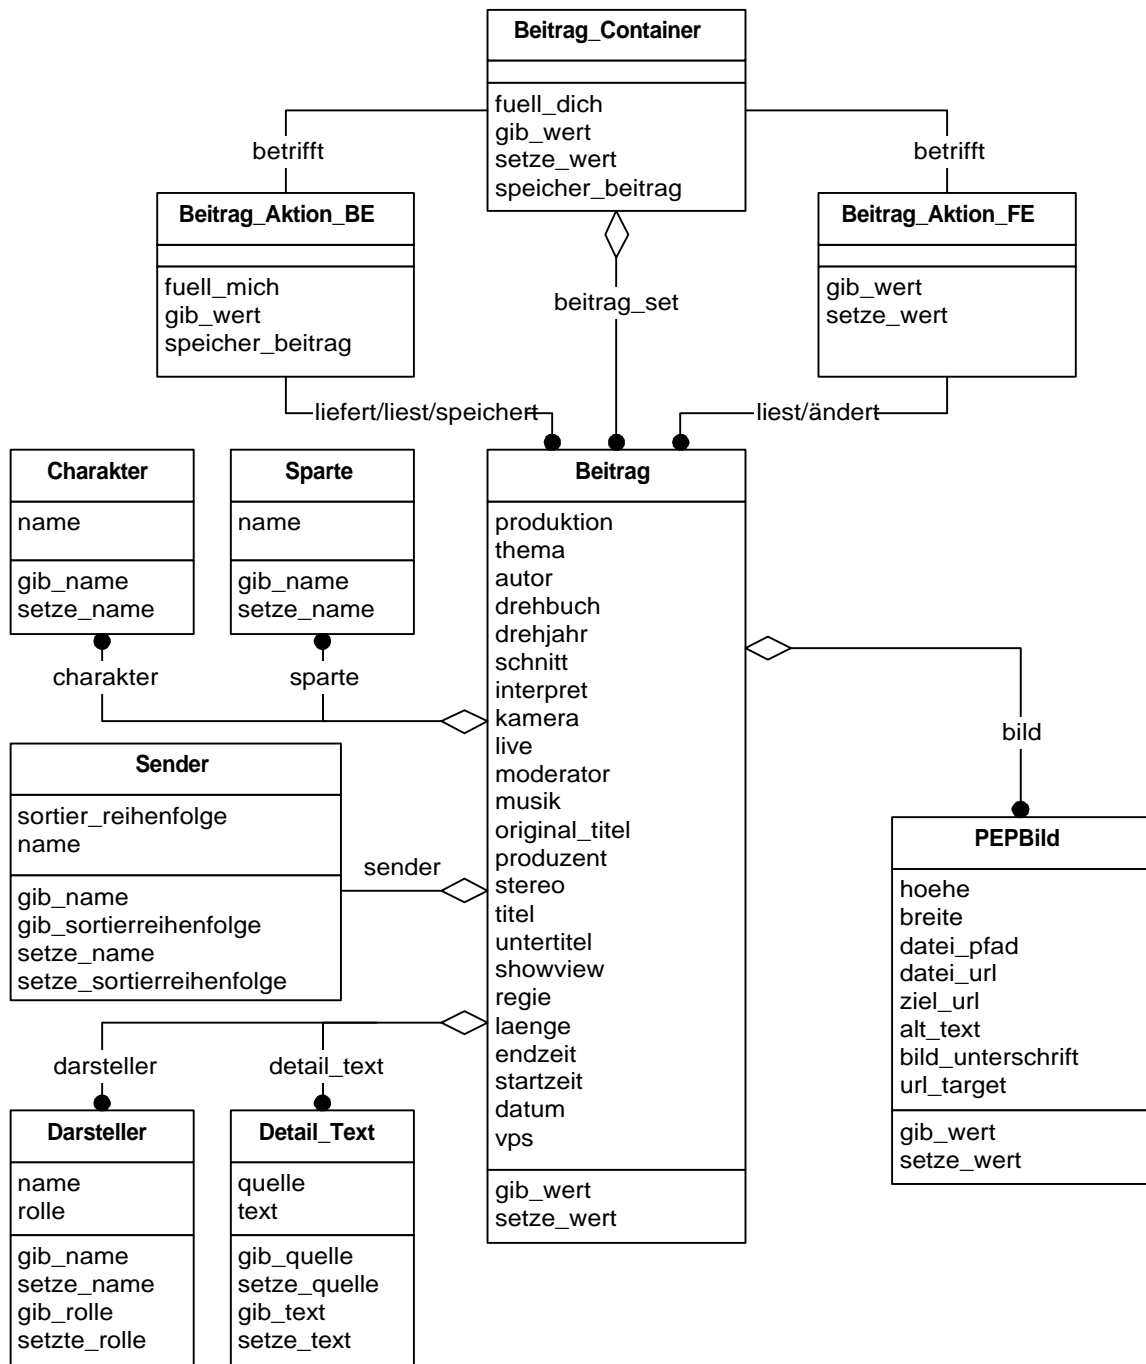 Beitrag_Container
fuell_dich
gib_wert
setze_wert
speicher_beitrag
betrifft
betrifft
Beitrag_Aktion_BE
fuell_mich
gib_wert
speicher_beitrag
beitrag_set
Beitrag_Aktion_FE
gib_wert
setze_wert
liefert/liest/speichert
liest/ändert
Charakter
name
gib_name
setze_name
charakter
Sparte
name
gib_name
setze_name
sparte
Beitrag
produktion
thema
autor
drehbuch
drehjahr
schnitt
interpret
kamera
live
moderator
musik
original_titel
produzent
stereo
titel
untertitel
showview
regie
laenge
endzeit
startzeit
datum
vps
gib_wert
setze_wert
Sender
sortier_reihenfolge
name
gib_name
gib_sortierreihenfolge
setze_name
setze_sortierreihenfolge
sender
bild
PEPBild
hoehe
breite
datei_pfad
datei_url
ziel_url
alt_text
bild_unterschrift
url_target
gib_wert
setze_wert
darsteller
detail_text
Darsteller
name
rolle
gib_name
setze_name
gib_rolle
setzte_rolle
Detail_Text
quelle
text
gib_quelle
setze_quelle
gib_text
setze_text